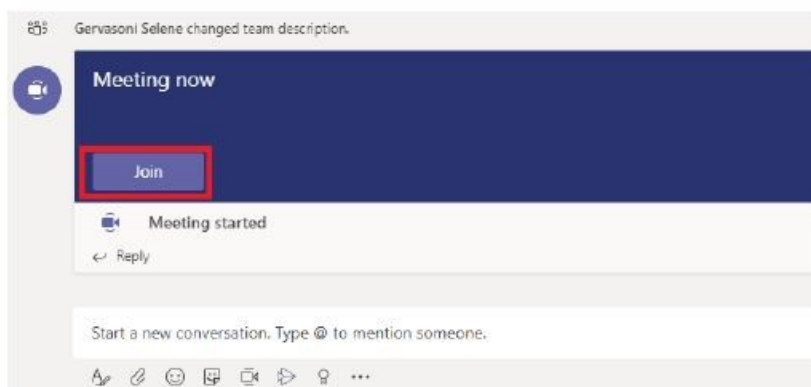 Gervasoni Selene changed team description.
Meeting now
Join
Meeting started
Reply
Start a new conversation. Type @ to mention someone.